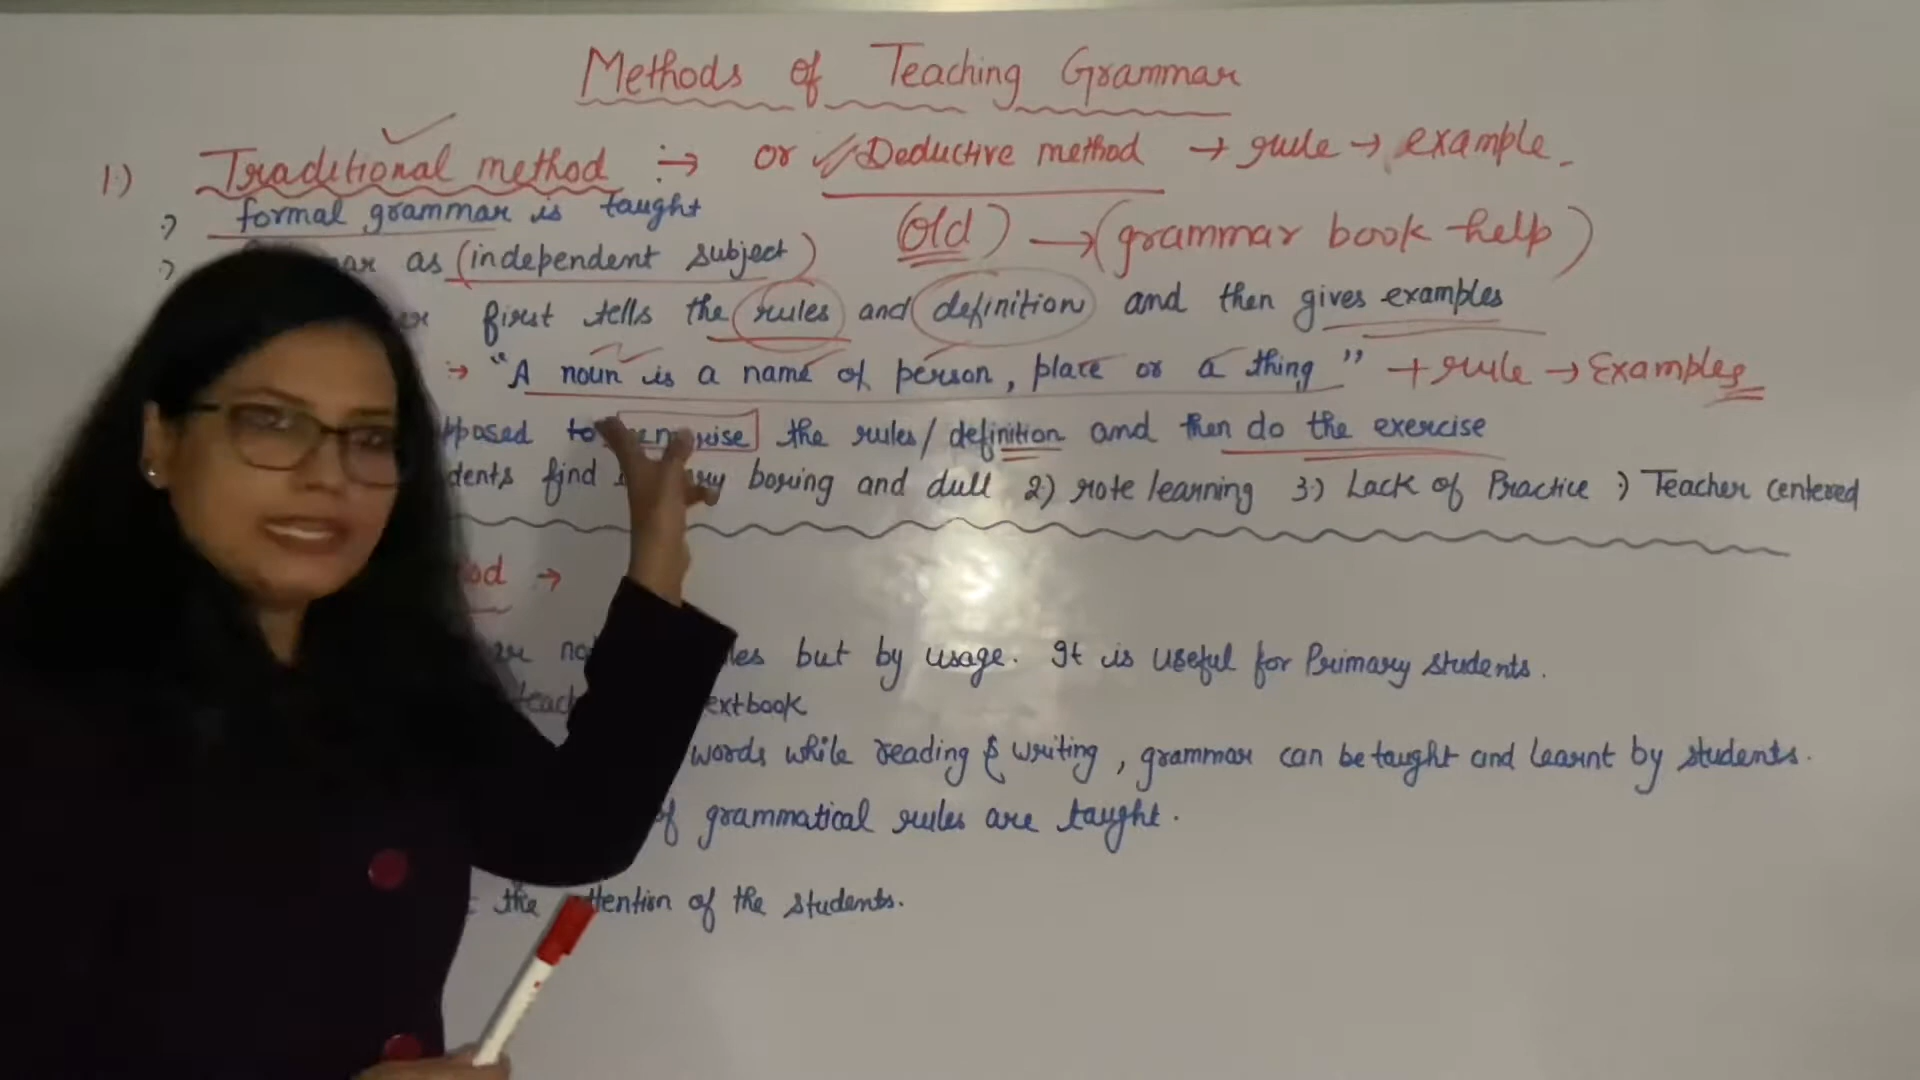 Methods of Teaching Grammar
1.) Traditional method :→ or Deductive method → rule → example
:) formal grammar is taught (old) → (grammar book help)
:) as (independent subject)
first tells the rules and definition and then gives examples
:→ "A noun is a name of person, place or a thing" + rule → Examples
to the rules/definition and then do the exercise
find boring and dull 2.) rote learning 3.) Lack of Practice :) Teacher centered
→
but by usage. It is useful for Primary students.
words while reading & writing, grammar can be taught and learnt by students.
of grammatical rules are taught.
the attention of the students.